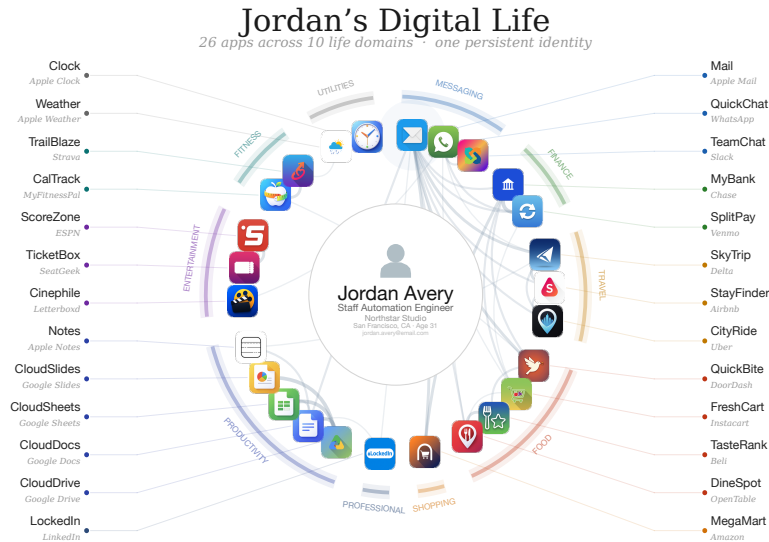 Jordan's Digital Life
26 apps across 10 life domains · one persistent identity
Clock
Apple Clock
Weather
Apple Weather
TrailBlaze
Strava
CalTrack
MyFitnessPal
ScoreZone
ESPN
TicketBox
SeatGeek
Cinephile
Letterboxd
Notes
Apple Notes
CloudSlides
Google Slides
CloudSheets
Google Sheets
CloudDocs
Google Docs
CloudDrive
Google Drive
LockedIn
LinkedIn
UTILITIES
MESSAGING
FITNESS
FINANCE
ENTERTAINMENT
TRAVEL
PRODUCTIVITY
FOOD
PROFESSIONAL
SHOPPING
Jordan Avery
Staff Automation Engineer
Northstar Studio
San Francisco, CA · Age 31
jordan.avery@email.com
S
S
LockedIn
Mail
Apple Mail
QuickChat
WhatsApp
TeamChat
Slack
MyBank
Chase
SplitPay
Venmo
SkyTrip
Delta
StayFinder
Airbnb
CityRide
Uber
QuickBite
DoorDash
FreshCart
Instacart
TasteRank
Beli
DineSpot
OpenTable
MegaMart
Amazon